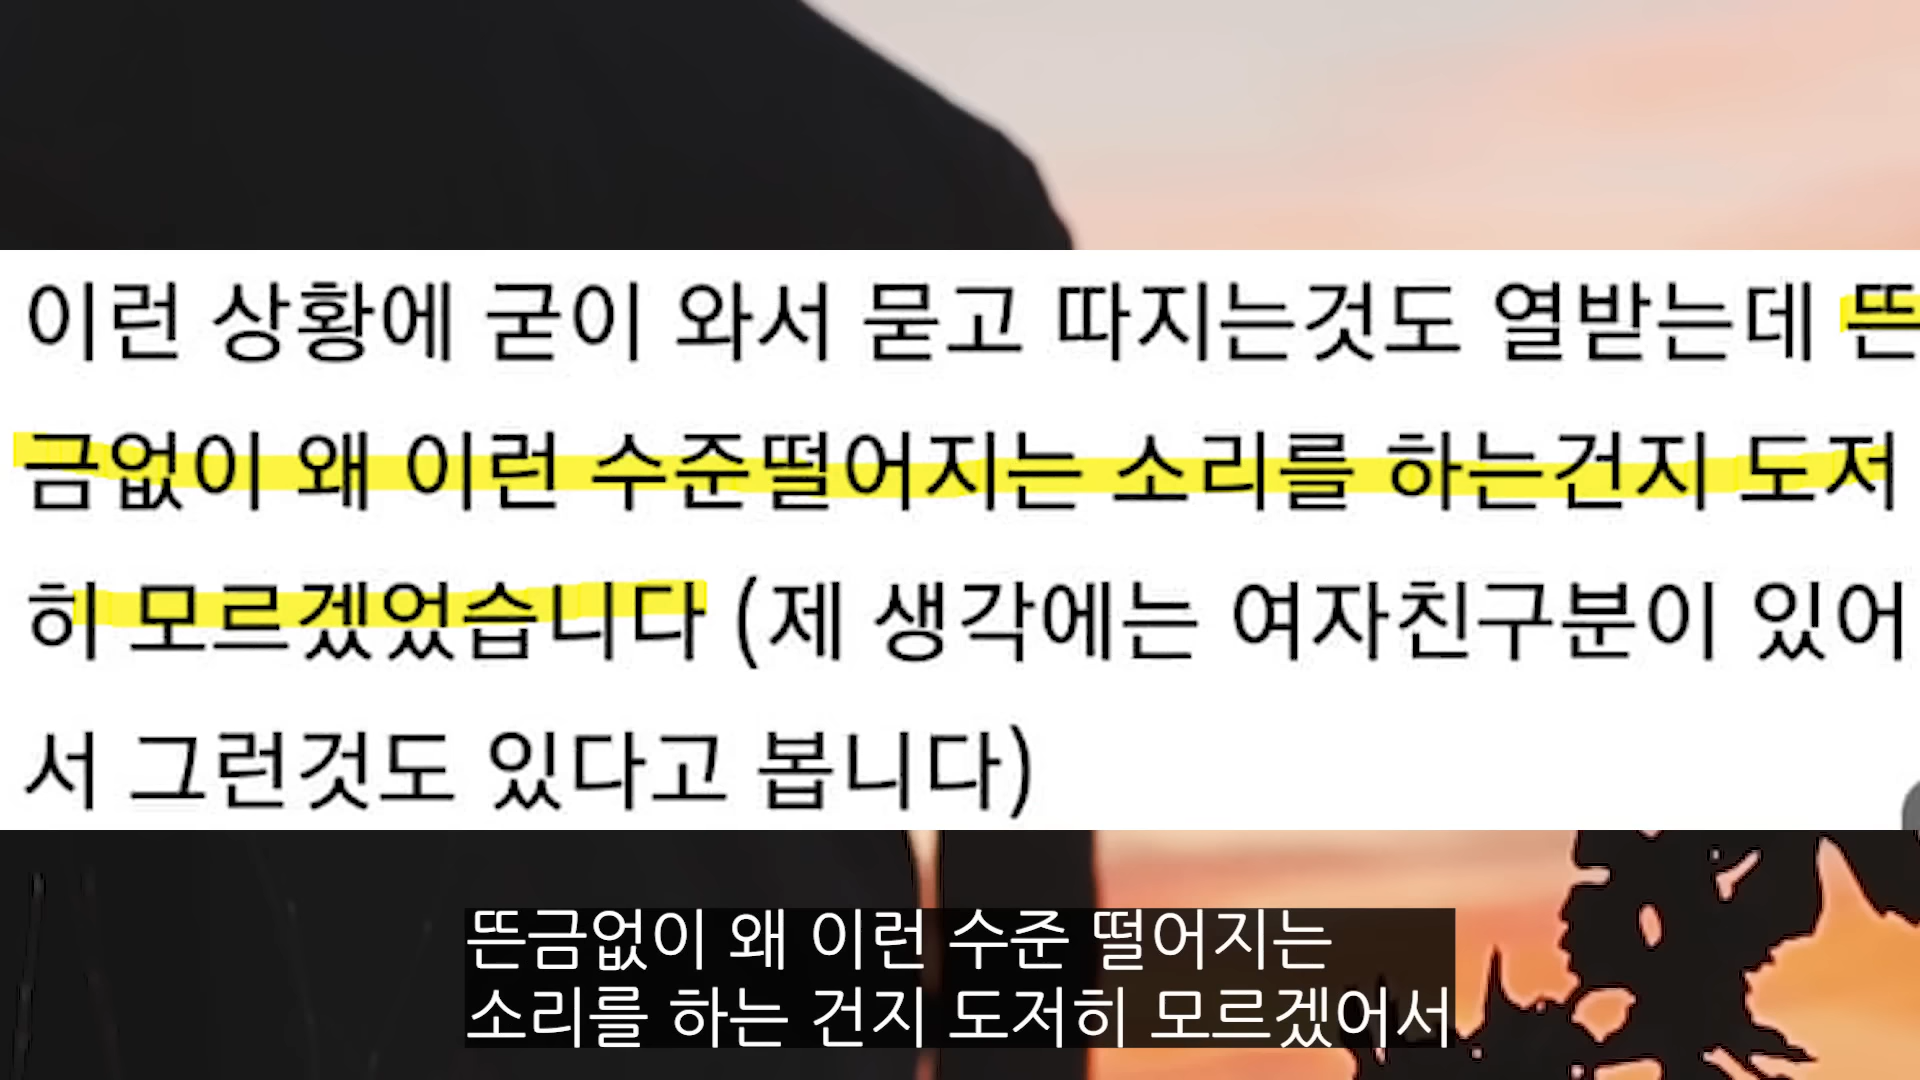 이런 상황에 굳이 와서 묻고 따지는것도 열받는데 뜬
금없이 왜 이런 수준떨어지는 소리를 하는건지 도저
히 모르겠었습니다 (제 생각에는 여자친구분이 있어
서 그런것도 있다고 봅니다)
뜬금없이 왜 이런 수준 떨어지는
소리를 하는 건지 도저히 모르겠어서